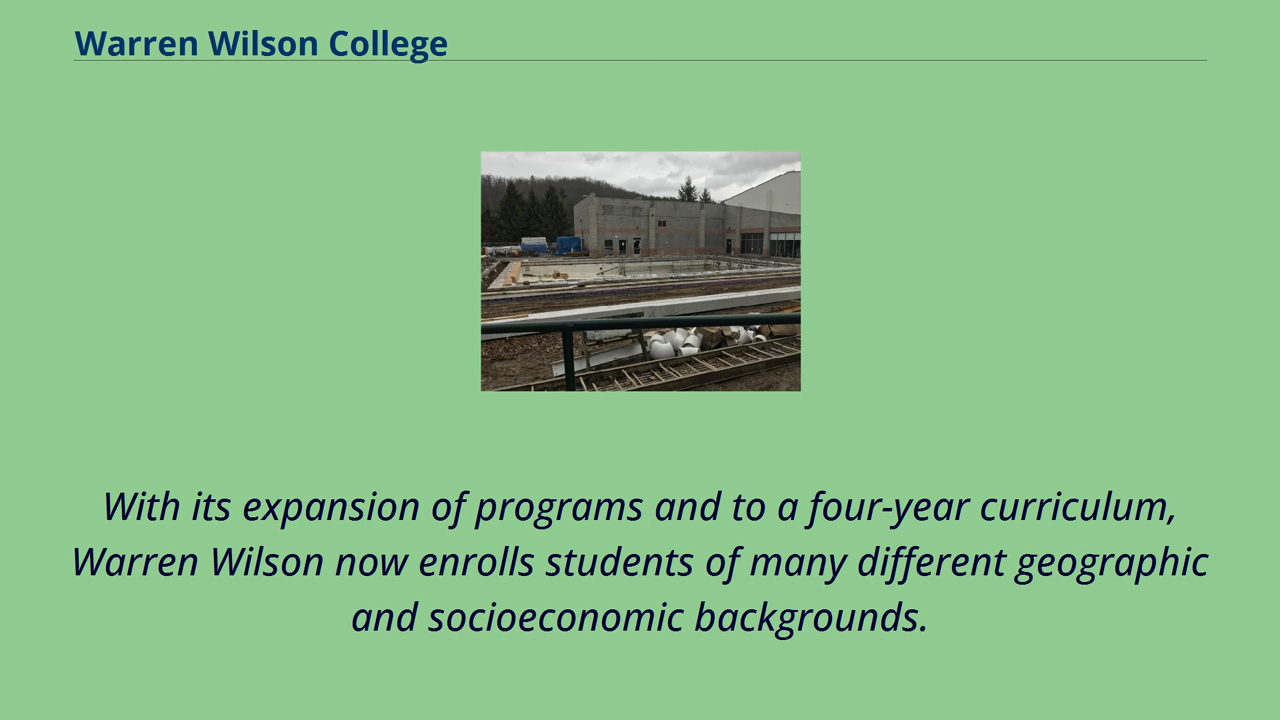 Warren Wilson College
With its expansion of programs and to a four-year curriculum,
Warren Wilson now enrolls students of many different geographic
and socioeconomic backgrounds.